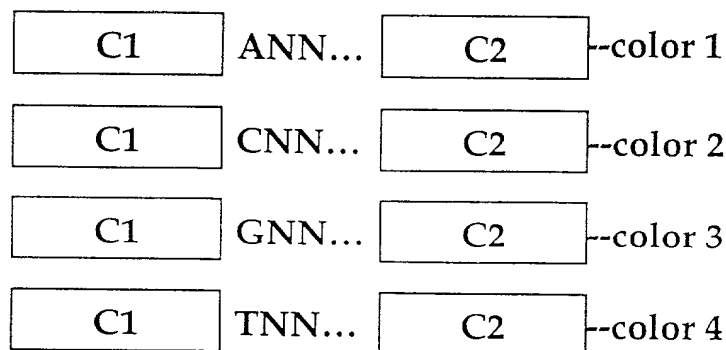 C1 ANN... C2 --color 1
C1 CNN... C2 --color 2
C1 GNN... C2 --color 3
C1 TNN... C2 --color 4